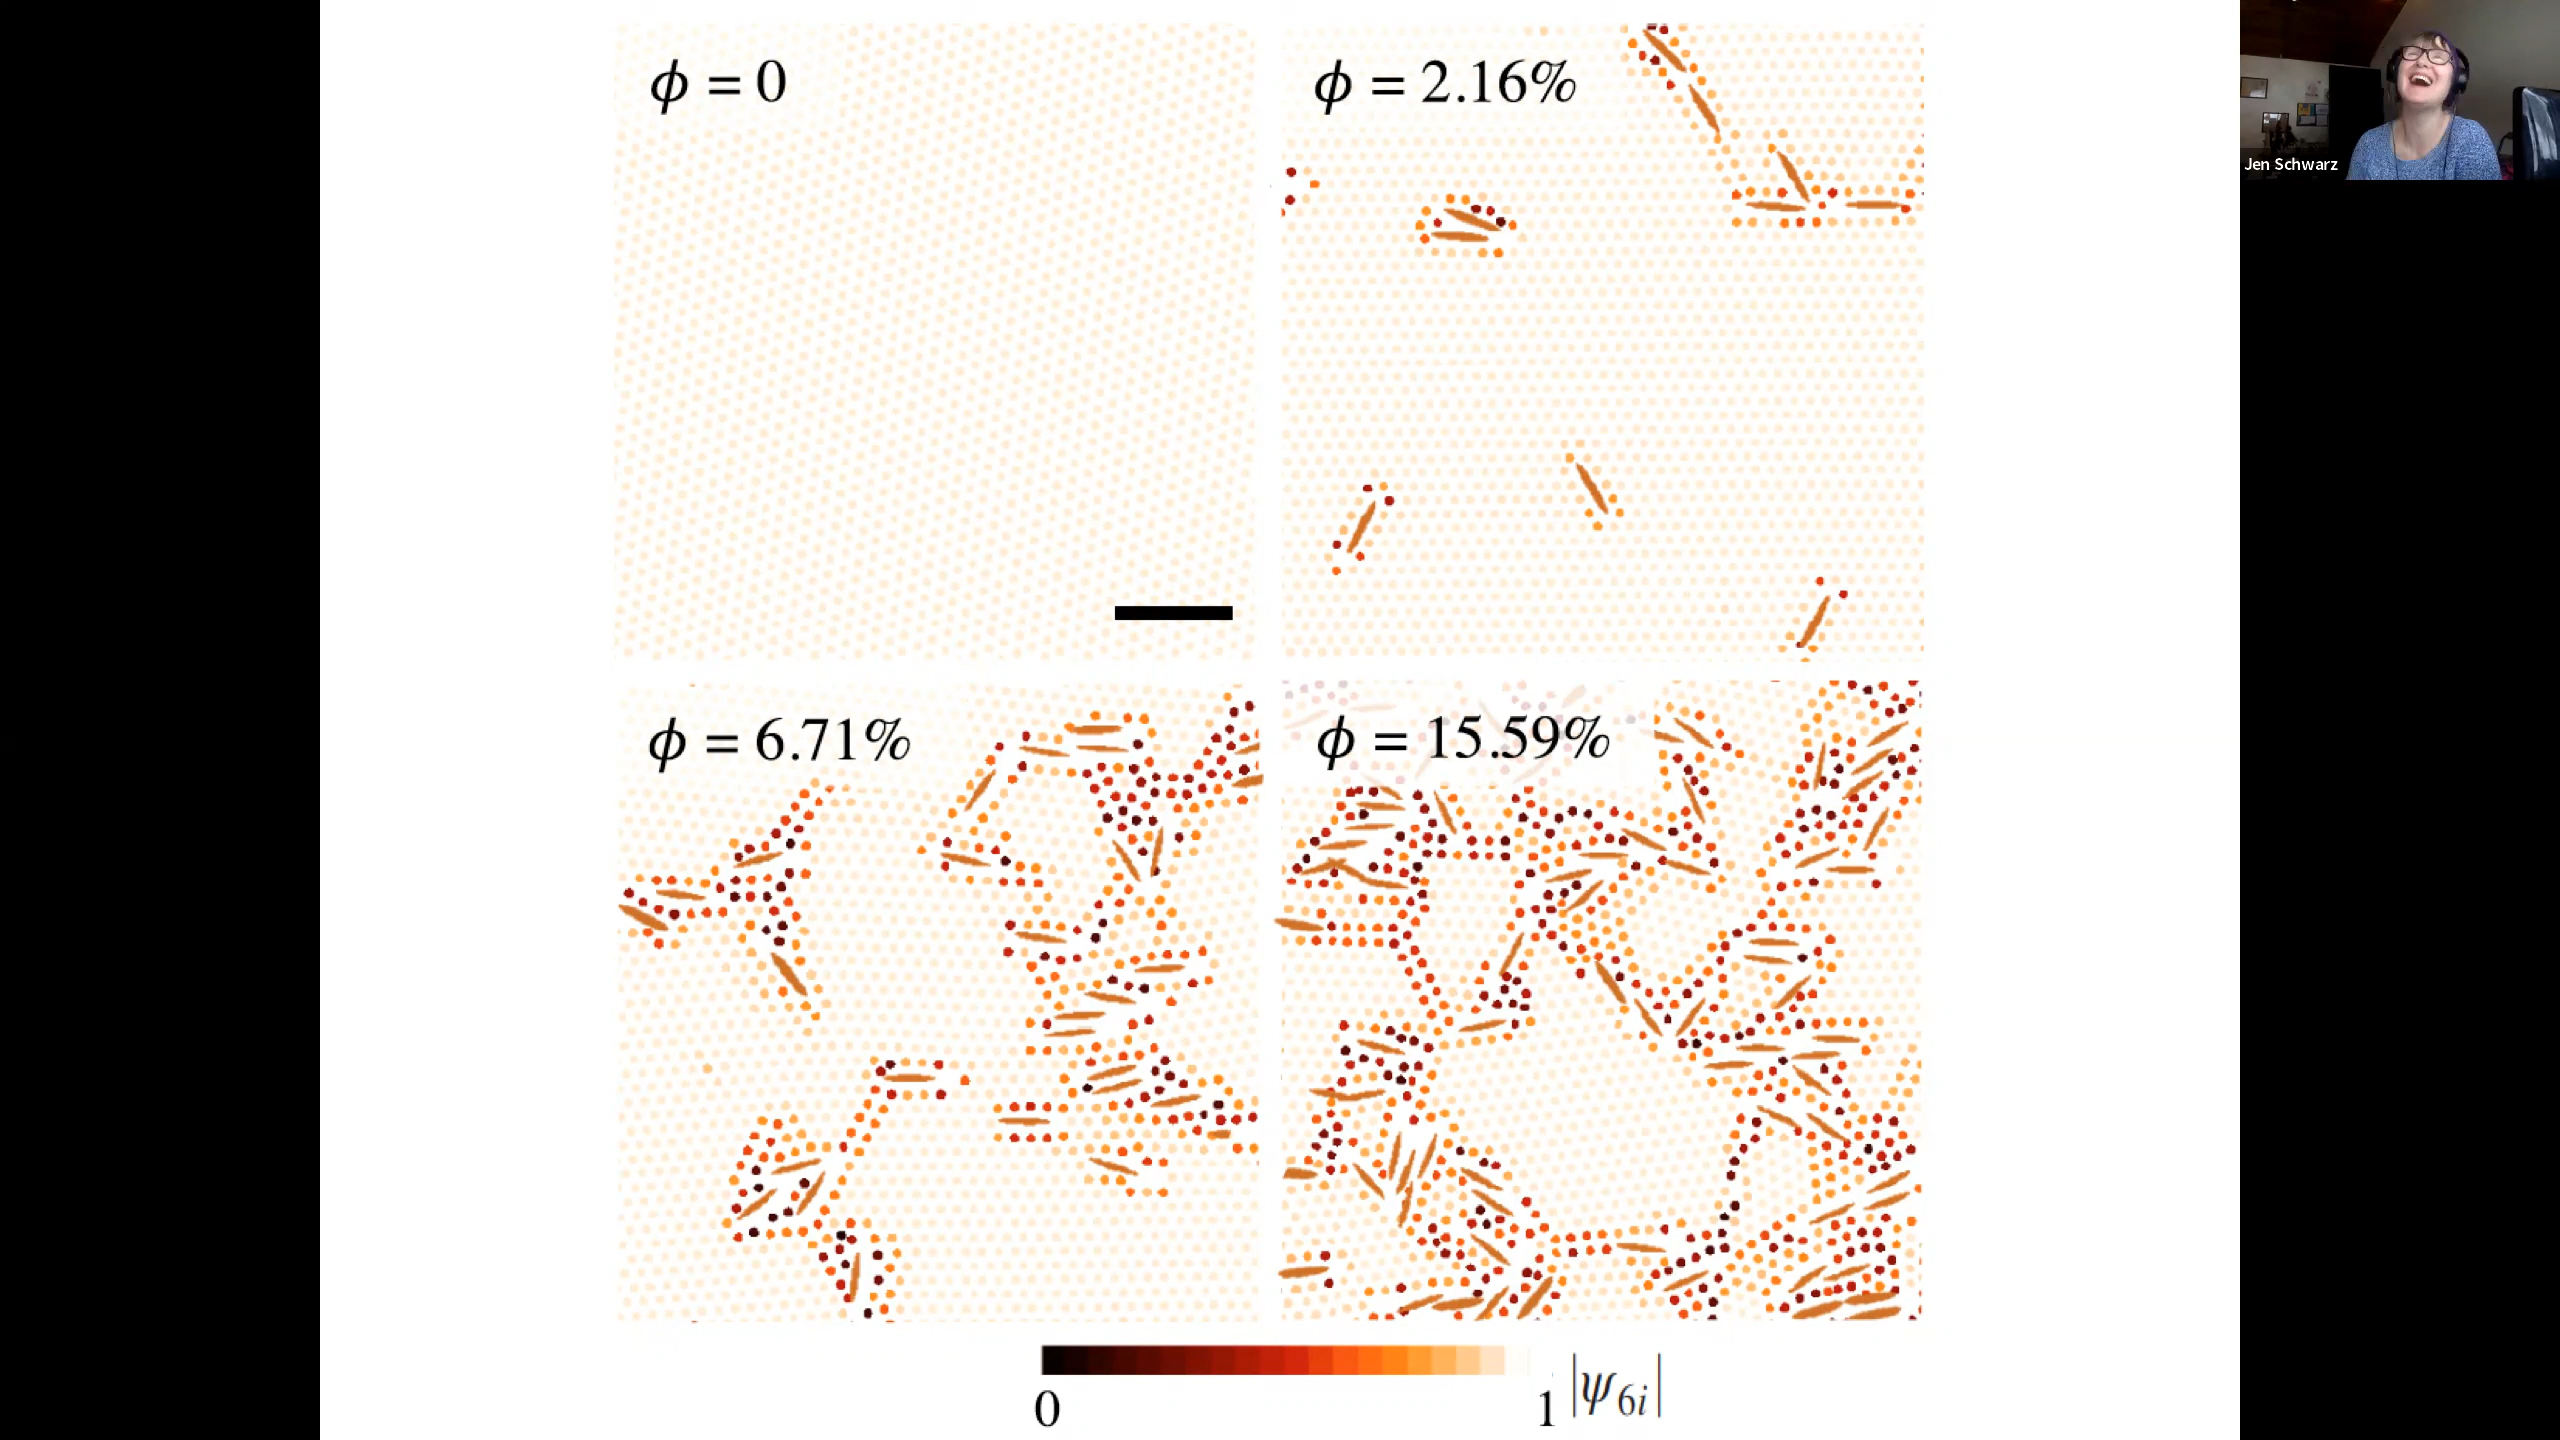 ϕ = 0
ϕ = 2.16%
Jen Schwarz
ϕ = 6.71%
ϕ = 15.59%
0
1
|ψ6i|